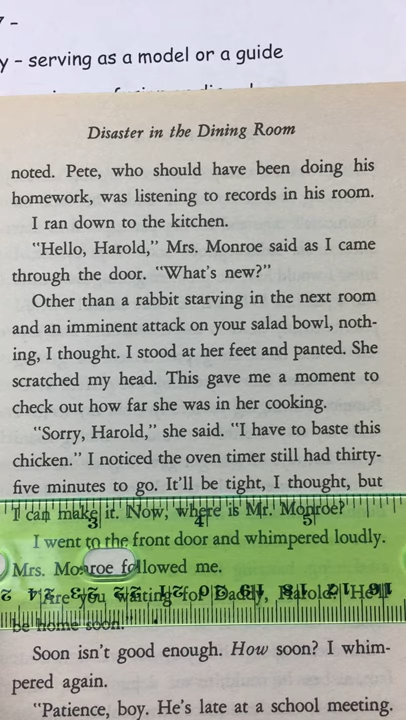 y – serving as a model or a guide
Disaster in the Dining Room
noted. Pete, who should have been doing his
homework, was listening to records in his room.
I ran down to the kitchen.
"Hello, Harold," Mrs. Monroe said as I came
through the door. "What's new?"
Other than a rabbit starving in the next room
and an imminent attack on your salad bowl, noth-
ing, I thought. I stood at her feet and panted. She
scratched my head. This gave me a moment to
check out how far she was in her cooking.
"Sorry, Harold," she said. "I have to baste this
chicken." I noticed the oven timer still had thirty-
five minutes to go. It'll be tight, I thought, but
I can make it. Now, where is Mr. Monroe?
3 4 5
I went to the front door and whimpered loudly.
Mrs. Monroe followed me.
"Are you waiting for Daddy, Harold? He'll
be home soon."
Soon isn't good enough. How soon? I whim-
pered again.
"Patience, boy. He's late at a school meeting.